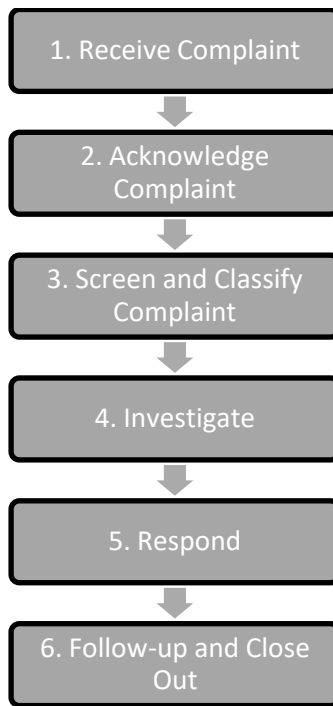 1. Receive Complaint
2. Acknowledge
Complaint
3. Screen and Classify
Complaint
4. Investigate
5. Respond
6. Follow-up and Close
Out